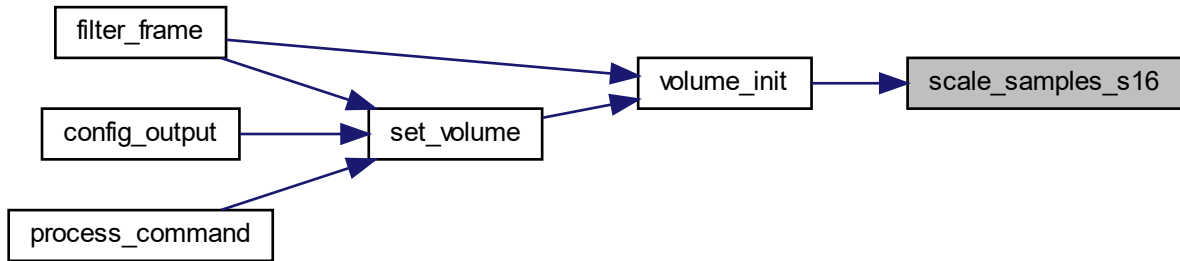 filter_frame
volume_init
scale_samples_s16
config_output
set_volume
process_command